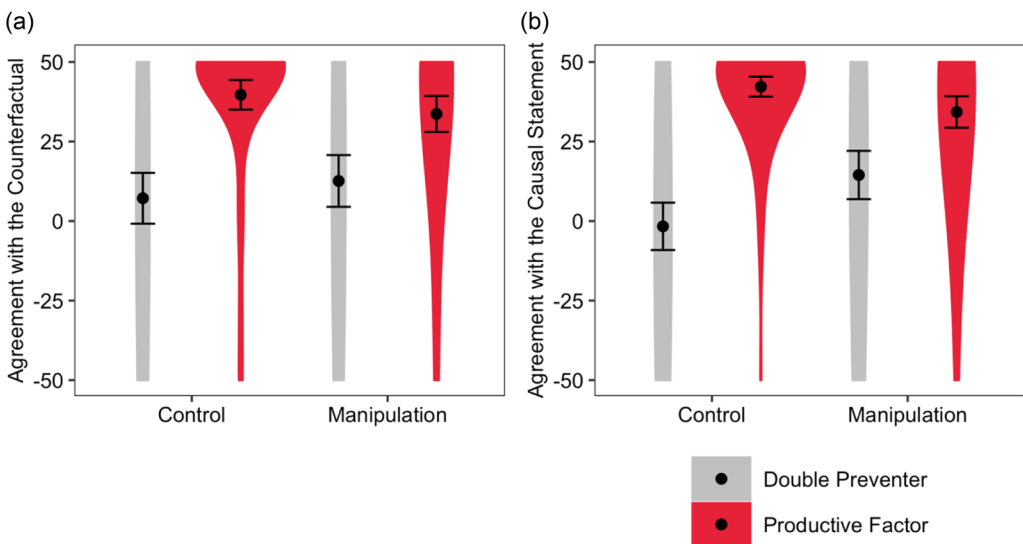 (a)
Agreement with the Counterfactual
50
25
0
-25
-50
Control
Manipulation
(b)
Agreement with the Causal Statement
50
25
0
-25
-50
Control
Manipulation
Double Preventer
Productive Factor